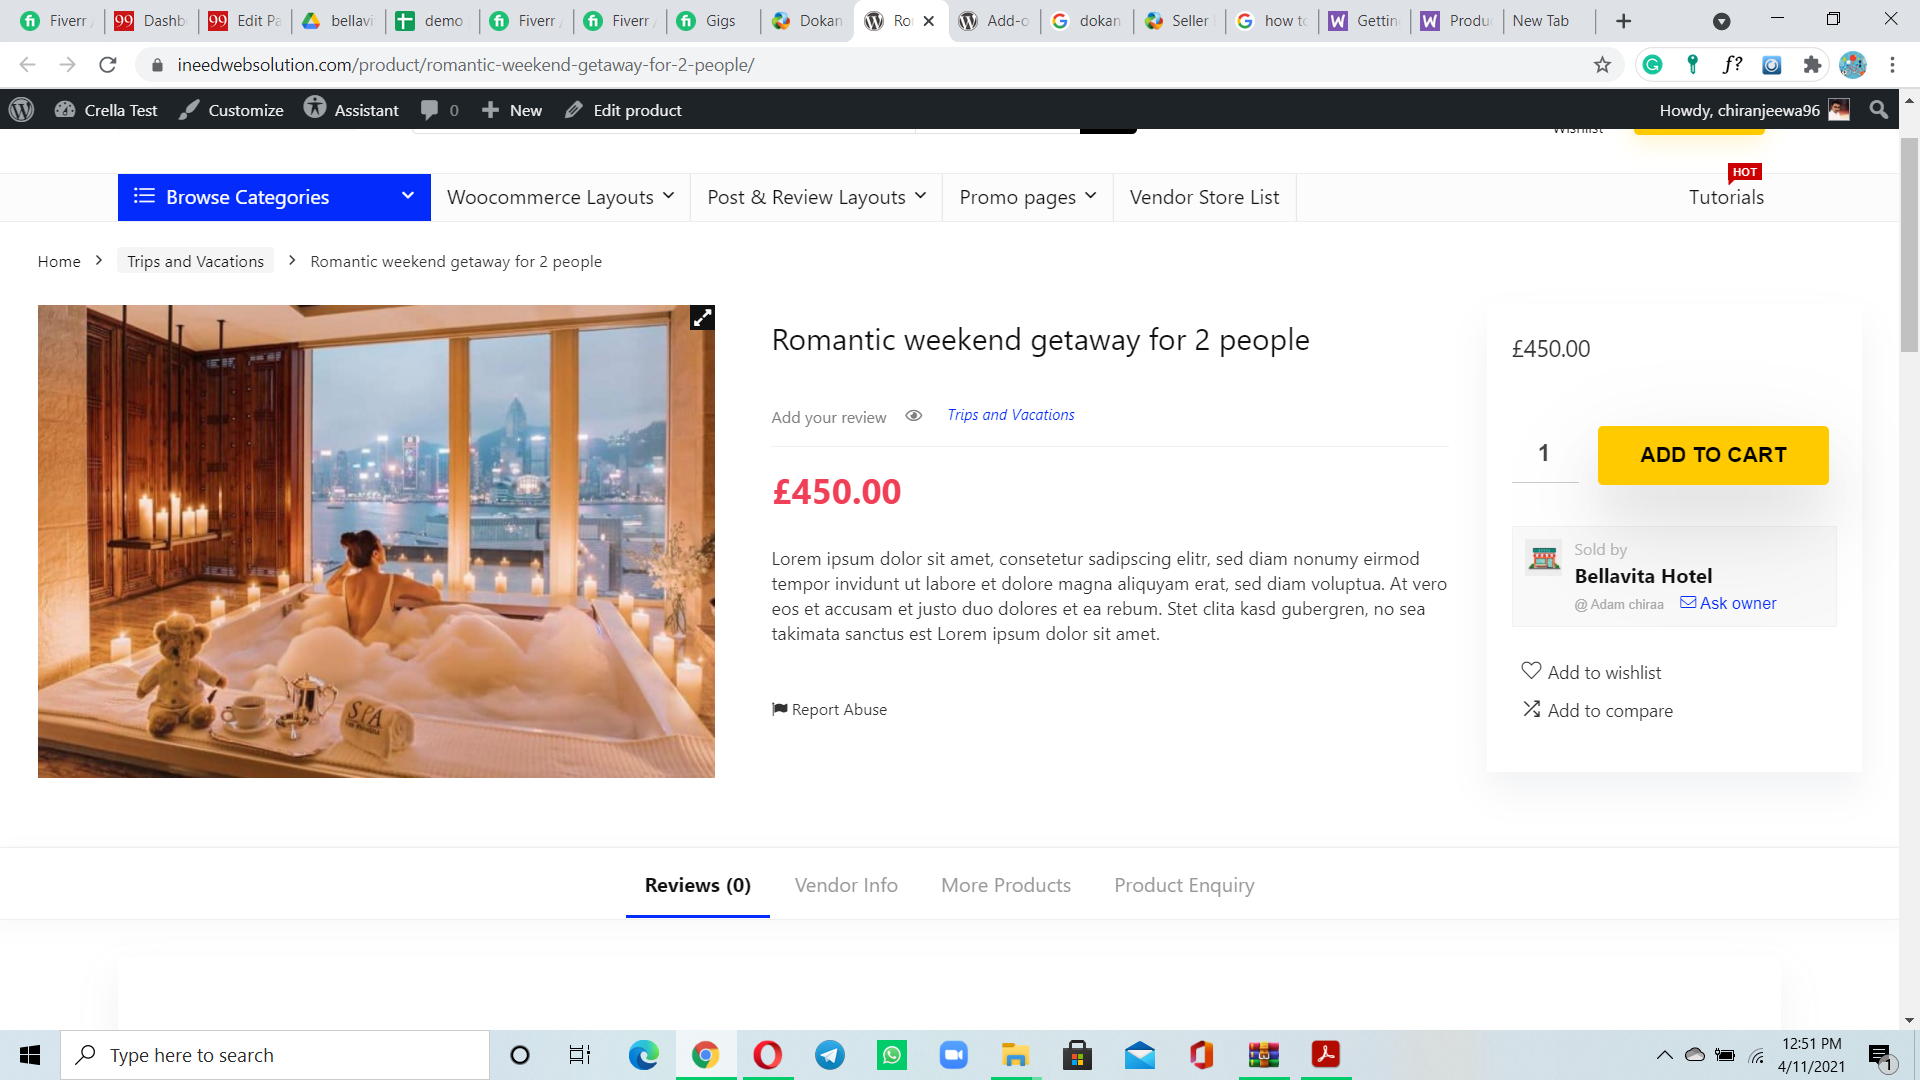 Fiverr
Dashb
Edit Pa
bellavi
demo
Fiverr
Fiverr
Gigs
Dokan
Ro
Add-o
dokan
Seller
how to
Gettin
Produc
New Tab
ineedwebsolution.com/product/romantic-weekend-getaway-for-2-people/
Crella Test
Customize
Assistant
0
New
Edit product
Howdy, chiranjeewa96
Wishlist
Browse Categories
Woocommerce Layouts
Post & Review Layouts
Promo pages
Vendor Store List
HOT
Tutorials
Home
Trips and Vacations
Romantic weekend getaway for 2 people
SPA
Romantic weekend getaway for 2 people
Add your review
Trips and Vacations
£450.00
Lorem ipsum dolor sit amet, consetetur sadipscing elitr, sed diam nonumy eirmod
tempor invidunt ut labore et dolore magna aliquyam erat, sed diam voluptua. At vero
eos et accusam et justo duo dolores et ea rebum. Stet clita kasd gubergren, no sea
takimata sanctus est Lorem ipsum dolor sit amet.
Report Abuse
£450.00
1
ADD TO CART
Sold by
Bellavita Hotel
@ Adam chiraa
Ask owner
Add to wishlist
Add to compare
Reviews (0)
Vendor Info
More Products
Product Enquiry
Type here to search
12:51 PM
4/11/2021
1